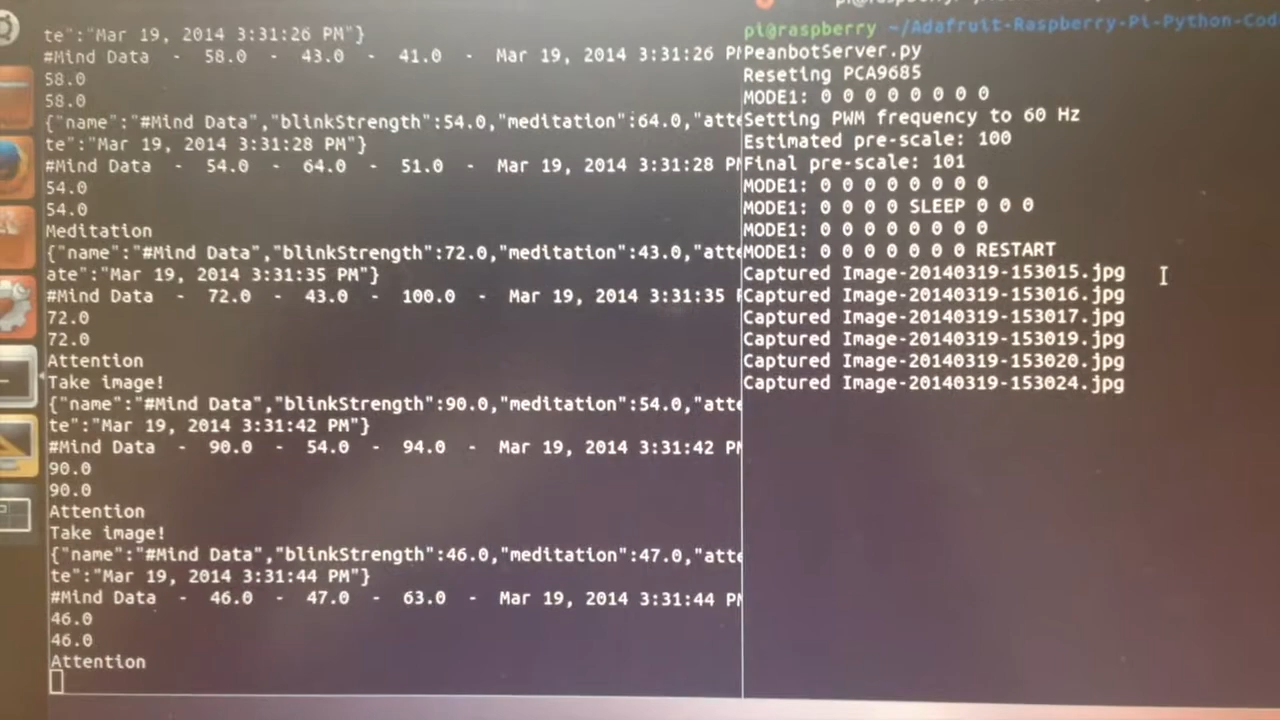 te":"Mar 19, 2014 3:31:26 PM"}
#Mind Data  -  58.0  -  43.0  -  41.0  -  Mar 19, 2014 3:31:26
58.0
58.0
{"name":"#Mind Data","blinkStrength":54.0,"meditation":64.0,"atte
te":"Mar 19, 2014 3:31:28 PM"}
#Mind Data  -  54.0  -  64.0  -  51.0  -  Mar 19, 2014 3:31:28
54.0
54.0
Meditation
{"name":"#Mind Data","blinkStrength":72.0,"meditation":43.0,"atte
ate":"Mar 19, 2014 3:31:35 PM"}
#Mind Data  -  72.0  -  43.0  -  100.0  -  Mar 19, 2014 3:31:35
72.0
72.0
Attention
Take image!
{"name":"#Mind Data","blinkStrength":90.0,"meditation":54.0,"atte
te":"Mar 19, 2014 3:31:42 PM"}
#Mind Data  -  90.0  -  54.0  -  94.0  -  Mar 19, 2014 3:31:42
90.0
90.0
Attention
Take image!
{"name":"#Mind Data","blinkStrength":46.0,"meditation":47.0,"atte
te":"Mar 19, 2014 3:31:44 PM"}
#Mind Data  -  46.0  -  47.0  -  63.0  -  Mar 19, 2014 3:31:44
46.0
46.0
Attention
pi@raspberry ~/Adafruit-Raspberry-Pi-Python-Cod
PeanbotServer.py
Reseting PCA9685
MODE1: 0 0 0 0 0 0 0 0
Setting PWM frequency to 60 Hz
Estimated pre-scale: 100
Final pre-scale: 101
MODE1: 0 0 0 0 0 0 0 0
MODE1: 0 0 0 0 SLEEP 0 0 0
MODE1: 0 0 0 0 0 0 0 0
MODE1: 0 0 0 0 0 0 0 RESTART
Captured Image-20140319-153015.jpg
Captured Image-20140319-153016.jpg
Captured Image-20140319-153017.jpg
Captured Image-20140319-153019.jpg
Captured Image-20140319-153020.jpg
Captured Image-20140319-153024.jpg